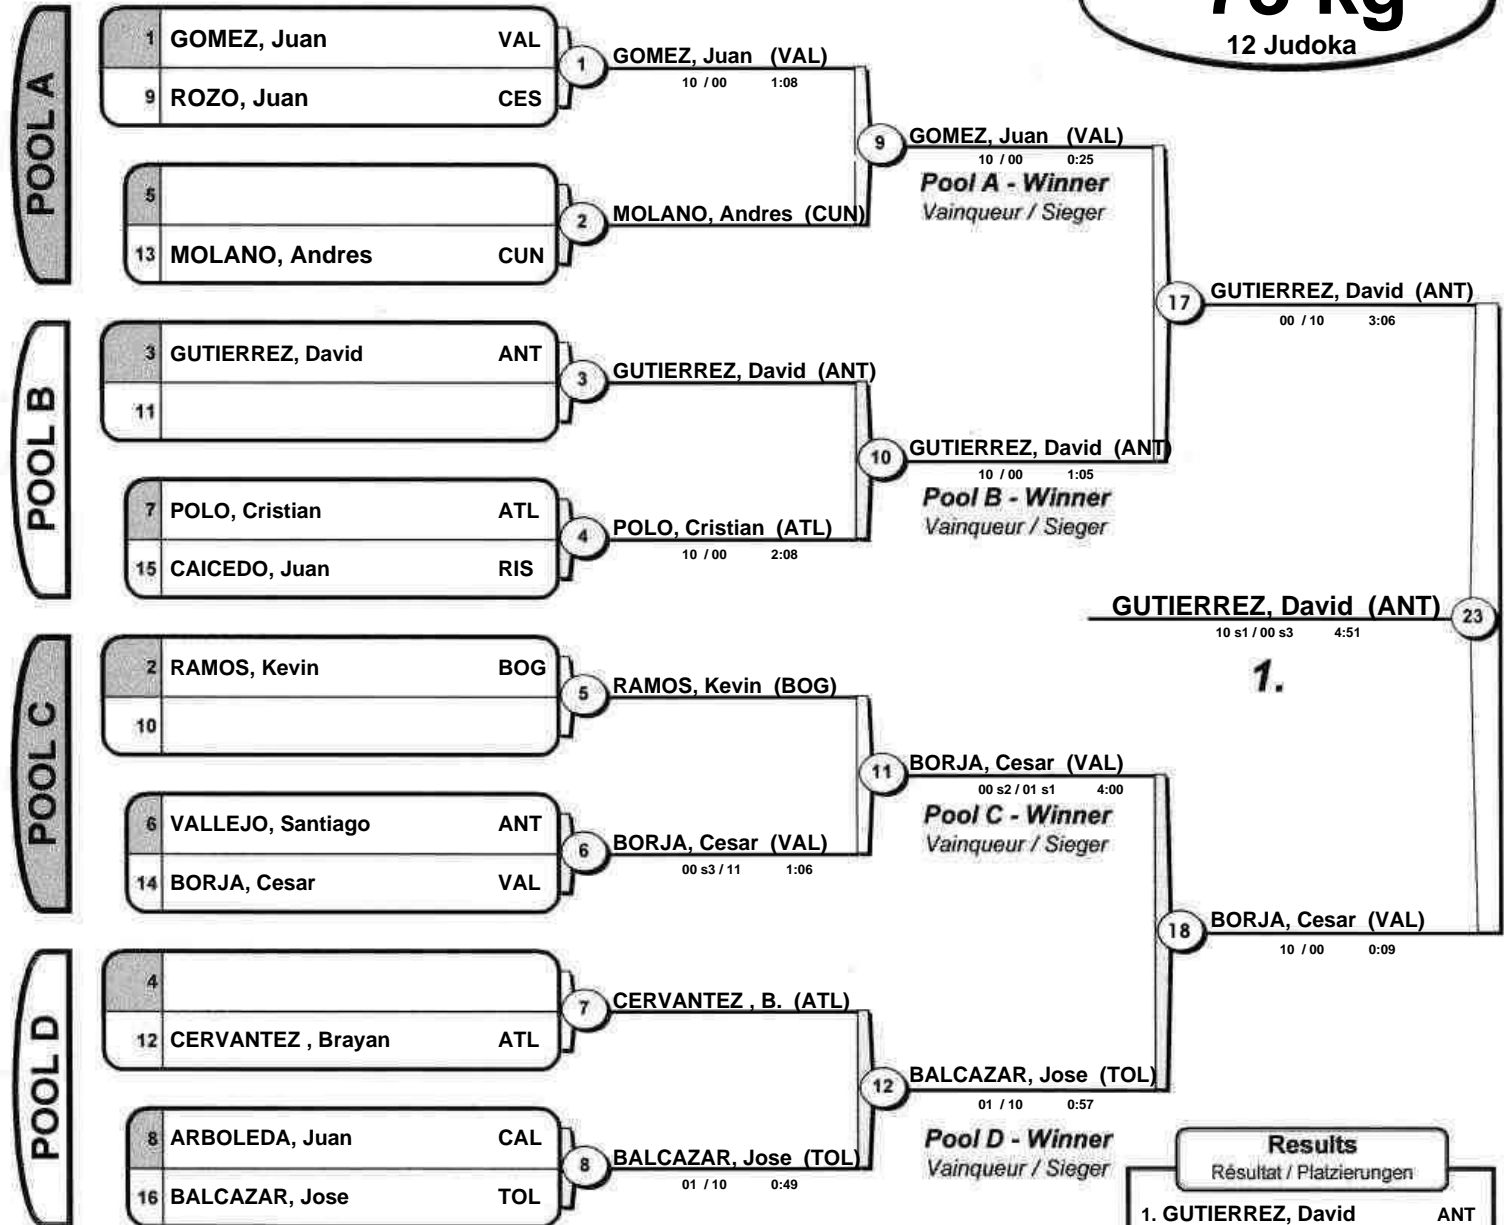 73 kg
12 Judoka
POOL A
1 GOMEZ, Juan VAL
9 ROZO, Juan CES
1
GOMEZ, Juan (VAL)
10 / 00 1:08
5
13 MOLANO, Andres CUN
2
MOLANO, Andres (CUN)
9
GOMEZ, Juan (VAL)
10 / 00 0:25
Pool A - Winner
Vainqueur / Sieger
POOL B
3 GUTIERREZ, David ANT
11
3
GUTIERREZ, David (ANT)
7 POLO, Cristian ATL
15 CAICEDO, Juan RIS
4
POLO, Cristian (ATL)
10 / 00 2:08
10
GUTIERREZ, David (ANT)
10 / 00 1:05
Pool B - Winner
Vainqueur / Sieger
17
GUTIERREZ, David (ANT)
00 / 10 3:06
GUTIERREZ, David (ANT)
23
10 s1 / 00 s3 4:51
1.
POOL C
2 RAMOS, Kevin BOG
10
5
RAMOS, Kevin (BOG)
6 VALLEJO, Santiago ANT
14 BORJA, Cesar VAL
6
BORJA, Cesar (VAL)
00 s3 / 11 1:06
11
BORJA, Cesar (VAL)
00 s2 / 01 s1 4:00
Pool C - Winner
Vainqueur / Sieger
18
BORJA, Cesar (VAL)
10 / 00 0:09
POOL D
4
12 CERVANTEZ , Brayan ATL
7
CERVANTEZ , B. (ATL)
8 ARBOLEDA, Juan CAL
16 BALCAZAR, Jose TOL
8
BALCAZAR, Jose (TOL)
01 / 10 0:49
12
BALCAZAR, Jose (TOL)
01 / 10 0:57
Pool D - Winner
Vainqueur / Sieger
Results
Résultat / Platzierungen
1. GUTIERREZ, David ANT